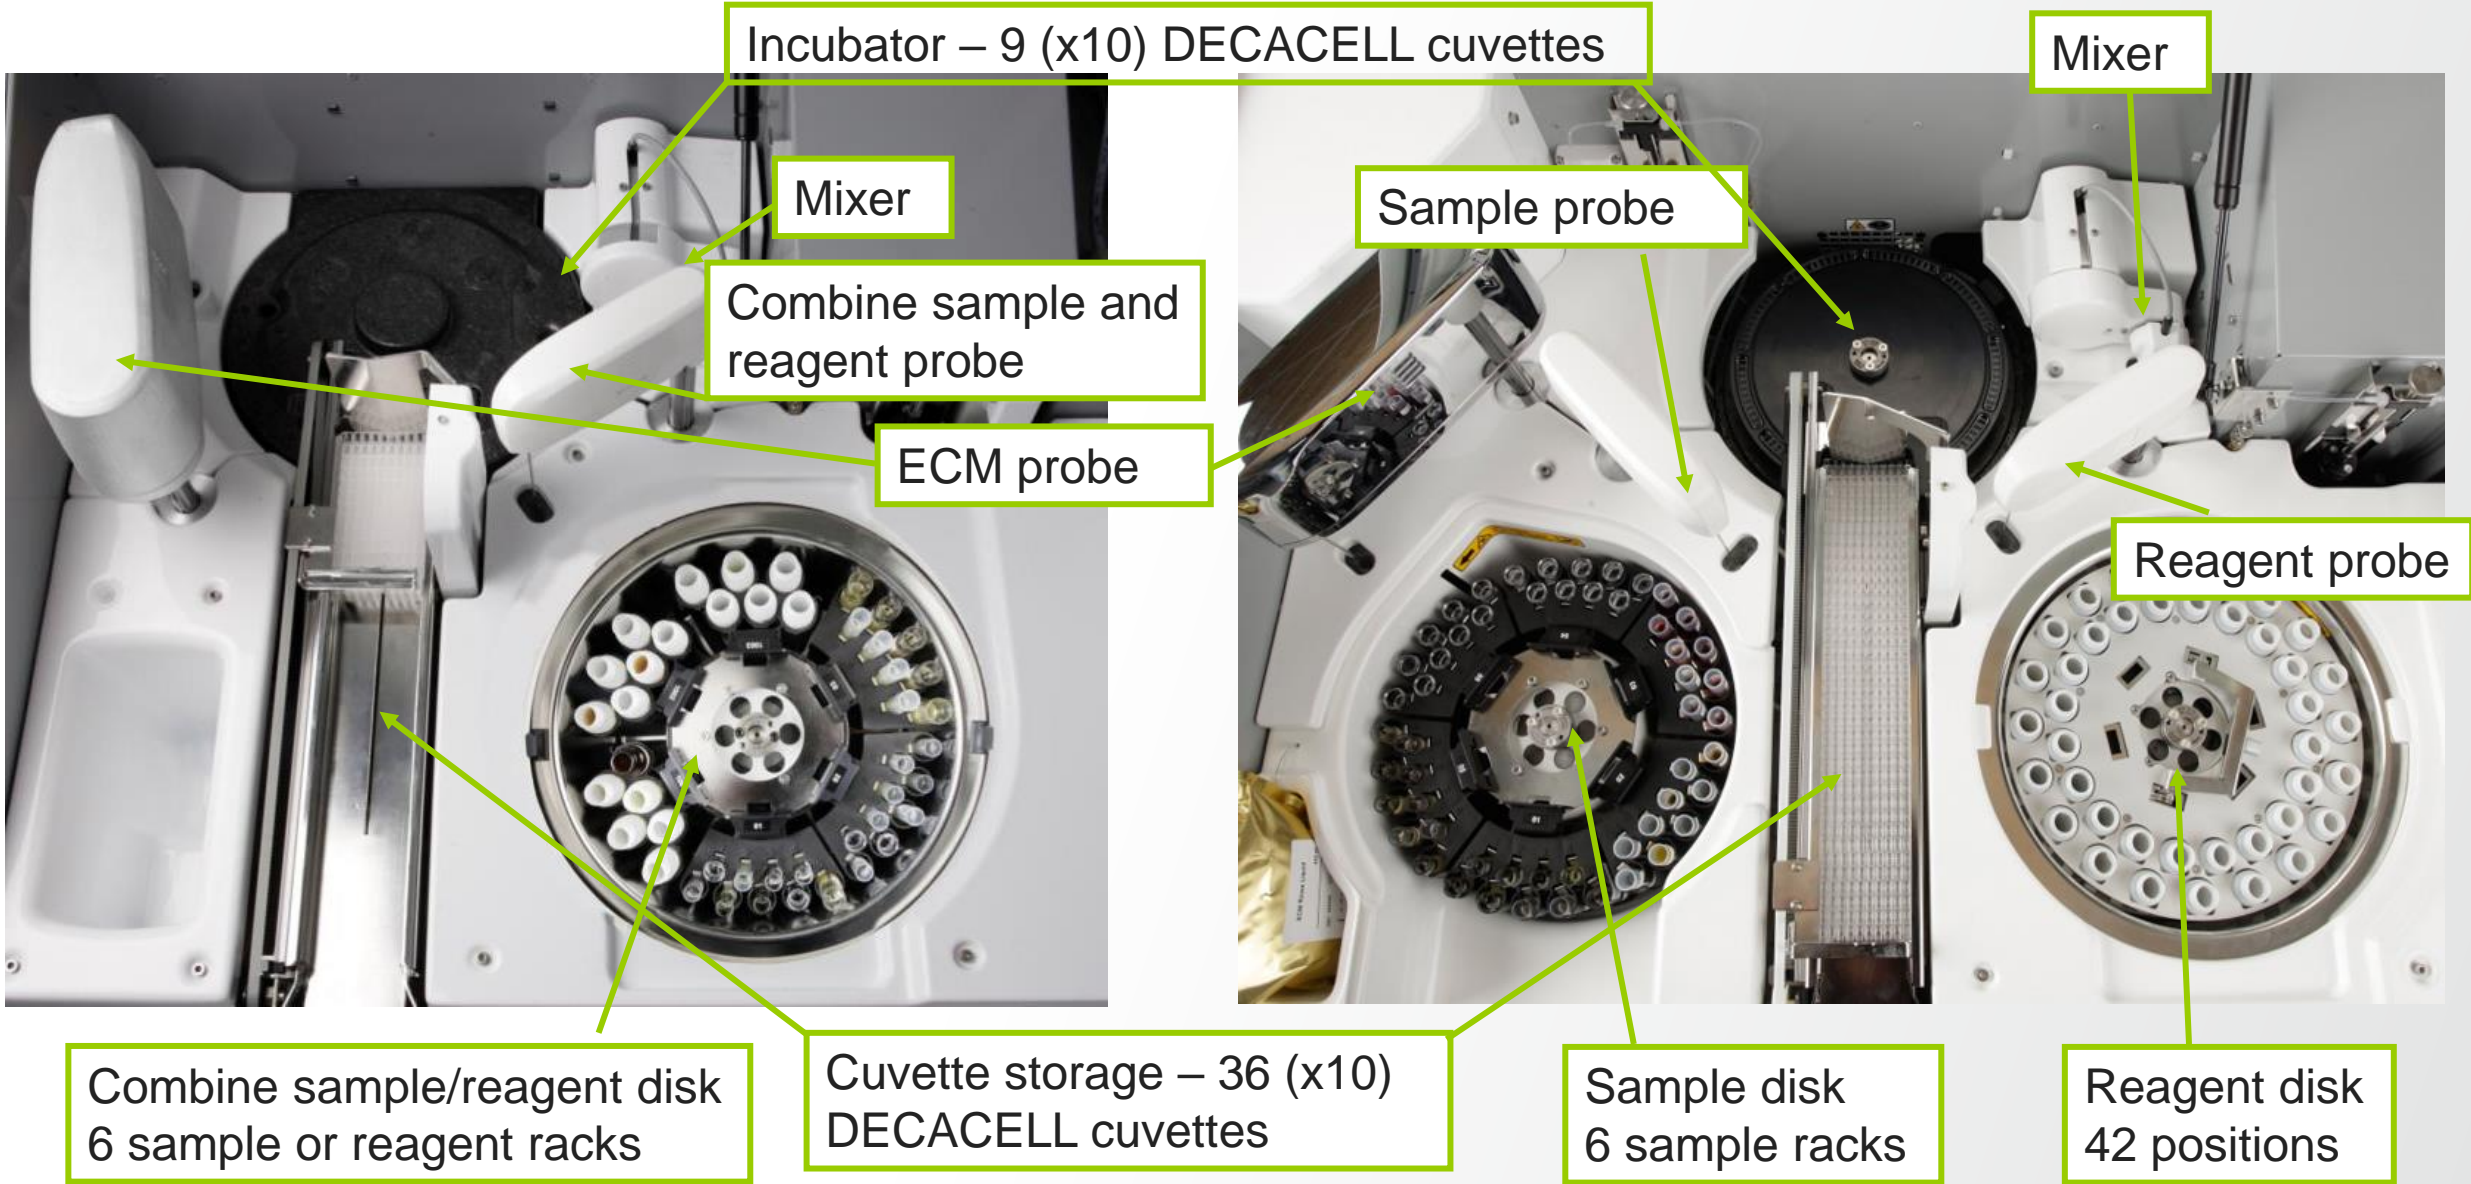 Incubator – 9 (x10) DECACELL cuvettes
Mixer
Mixer
Sample probe
Combine sample and
reagent probe
ECM probe
Reagent probe
Combine sample/reagent disk
6 sample or reagent racks
Cuvette storage – 36 (x10)
DECACELL cuvettes
Sample disk
6 sample racks
Reagent disk
42 positions